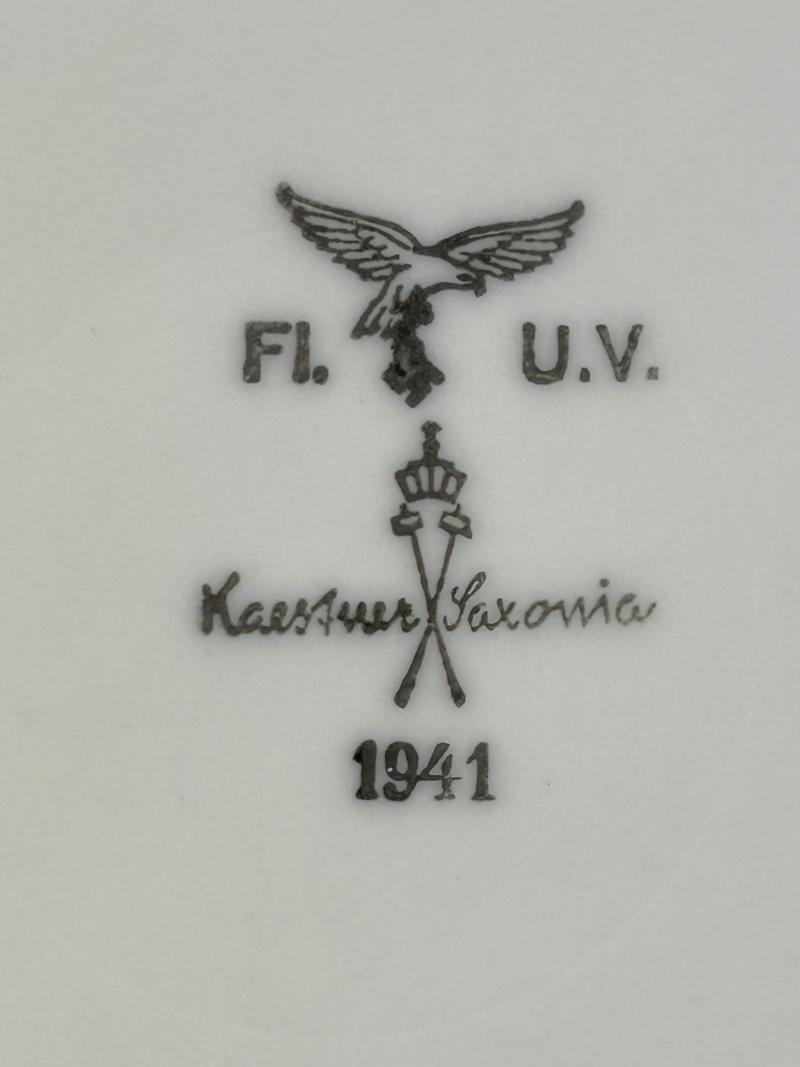 Fl. U.V.
Kaestner Saxonia
1941